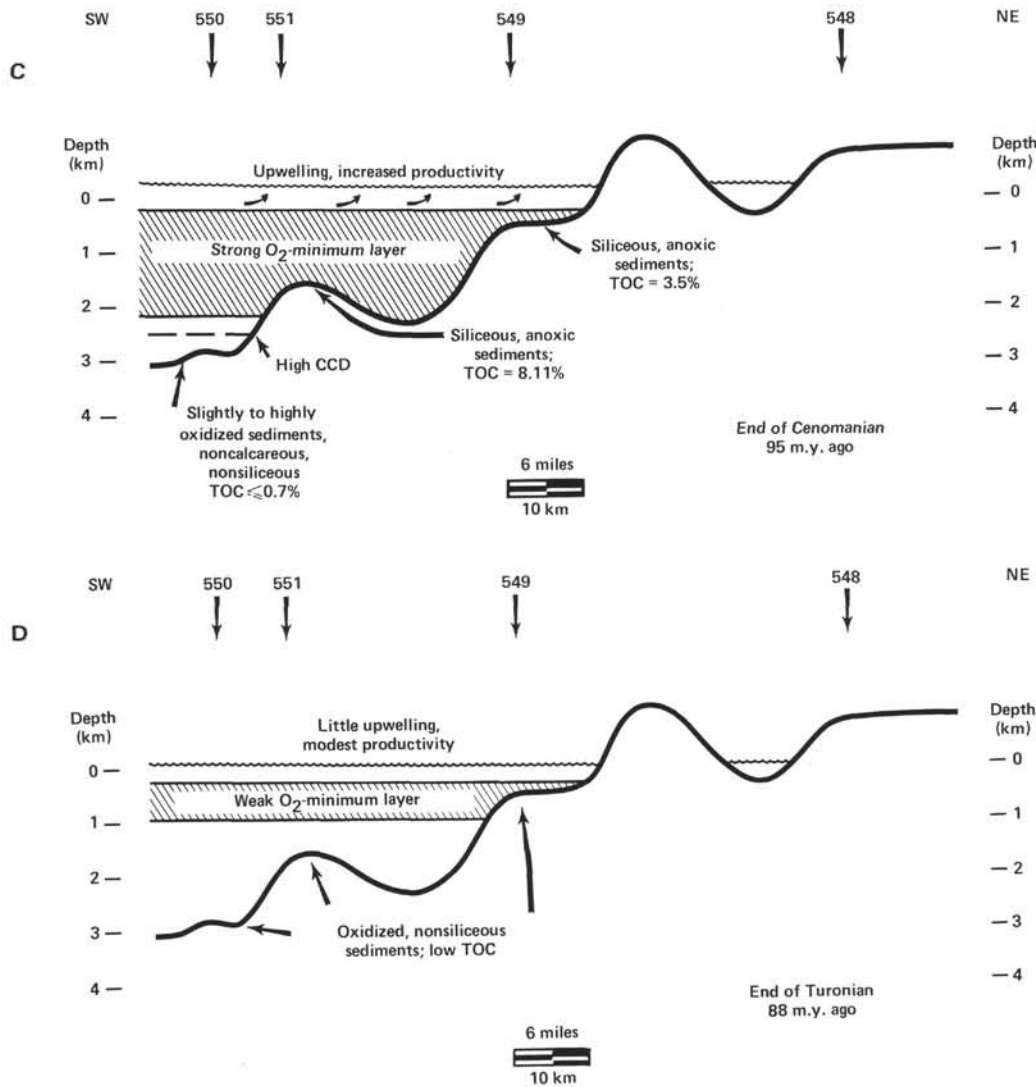 SW 550 551 549 548 NE
C
Depth
(km)
Depth
(km)
Upwelling, increased productivity
0
— 0
Strong O2-minimum layer
Siliceous, anoxic
sediments;
TOC = 3.5%
1 —
— 1
2 —
— 2
Siliceous, anoxic
sediments;
TOC = 8.11%
High CCD
3 —
— 3
4 —
— 4
Slightly to highly
oxidized sediments,
noncalcareous,
nonsiliceous
TOC ⩽0.7%
End of Cenomanian
95 m.y. ago
6 miles
10 km
SW 550 551 549 548 NE
D
Depth
(km)
Depth
(km)
Little upwelling,
modest productivity
0 —
— 0
Weak O2-minimum layer
1 —
— 1
2 —
— 2
3 —
— 3
Oxidized, nonsiliceous
sediments; low TOC
4 —
— 4
End of Turonian
88 m.y. ago
6 miles
10 km